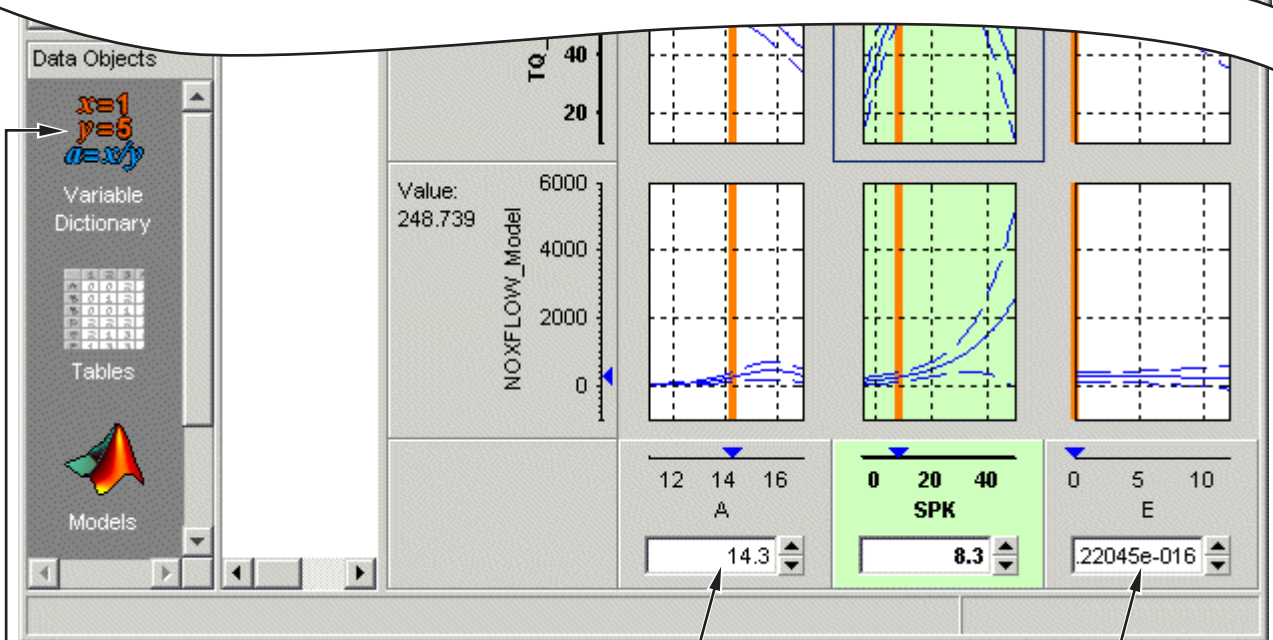 Data Objects
x=1
y=5
a=x/y
Variable
Dictionary
Tables
Models
TQ_
40
20
Value:
248.739
NOXFLOW_Model
6000
4000
2000
0
12 14 16
A
14.3
0 20 40
SPK
8.3
0 5 10
E
.22045e-016